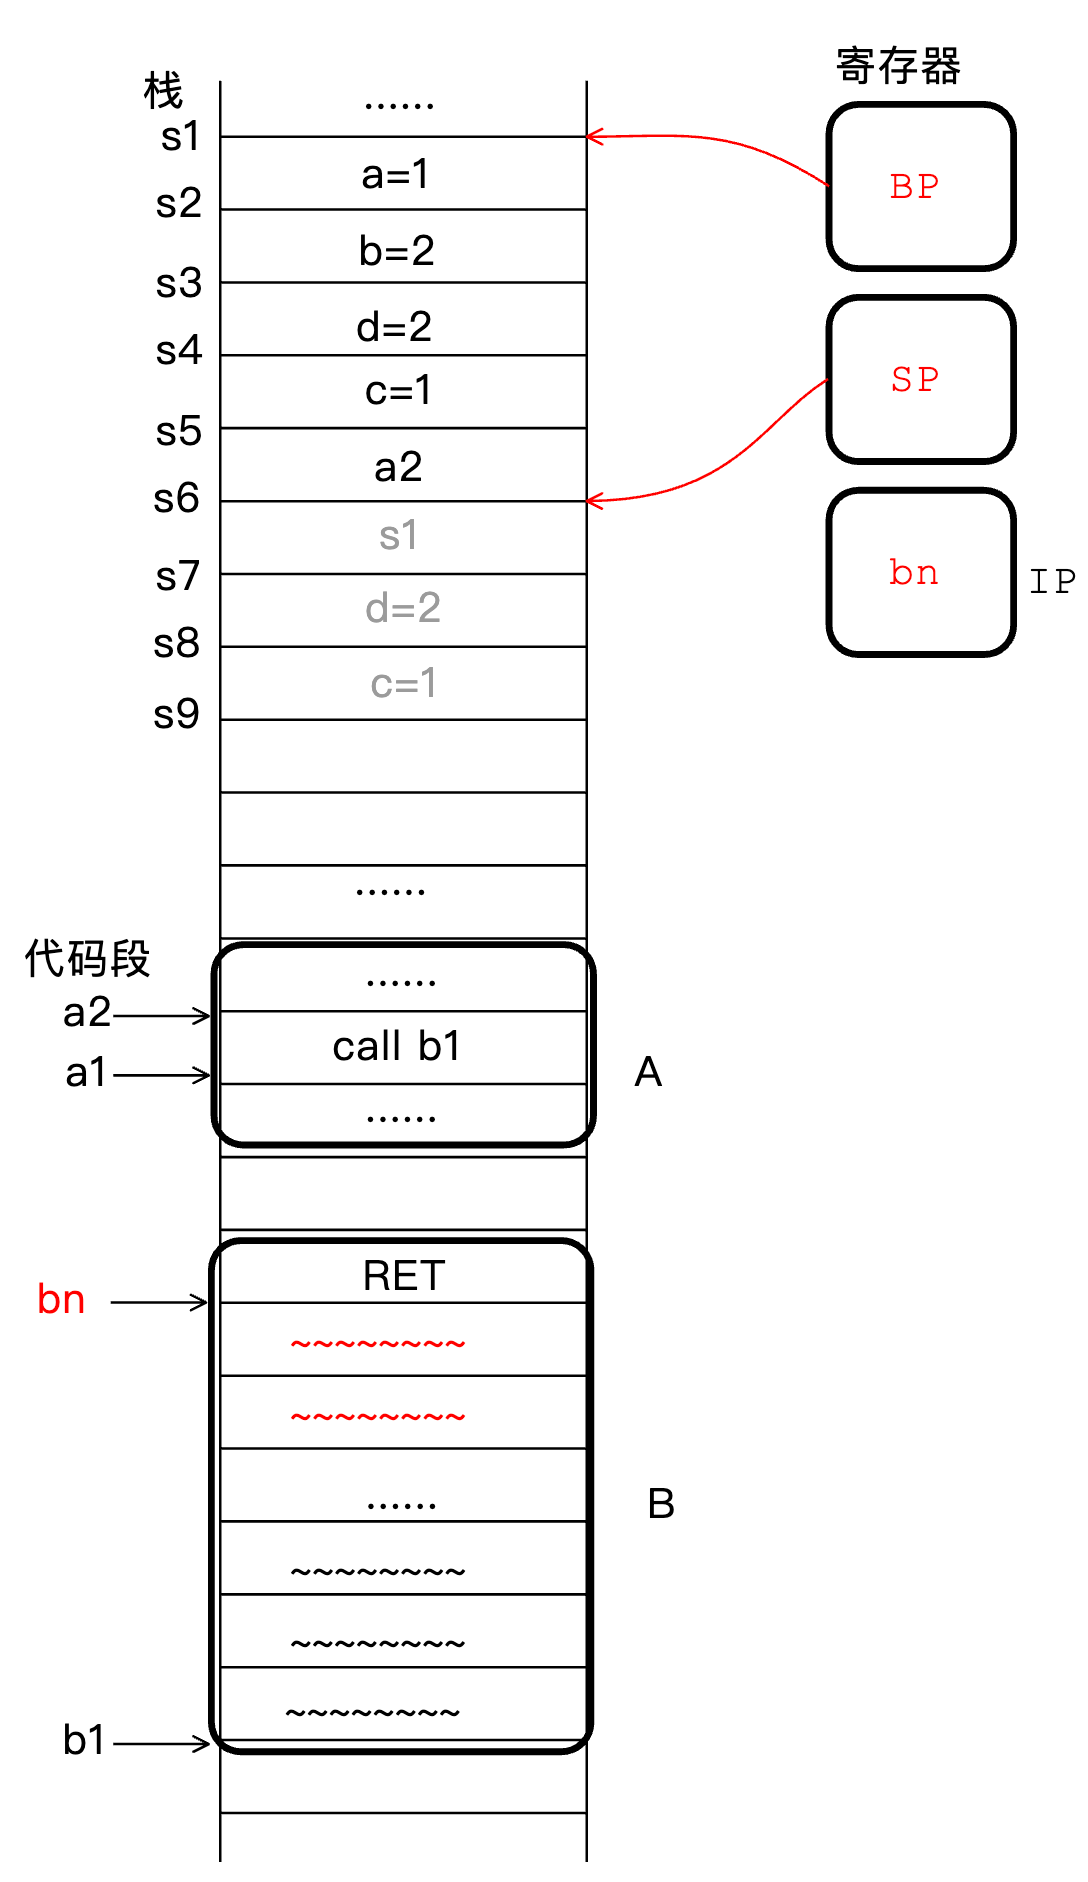 栈
......
s1
a=1
s2
b=2
s3
d=2
s4
c=1
s5
a2
s6
s1
s7
d=2
s8
c=1
s9
......
寄存器
BP
SP
bn
IP
代码段
......
a2
call b1
a1
A
......
RET
bn
~~~~~~~~
~~~~~~~~
......
B
~~~~~~~~
~~~~~~~~
~~~~~~~~
b1